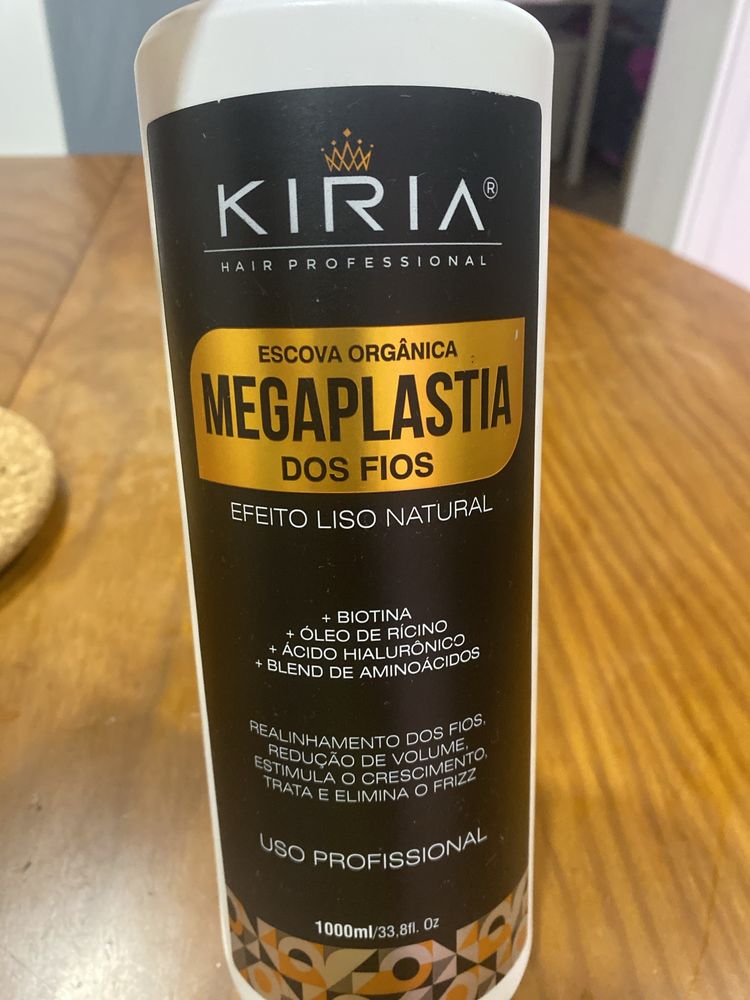 KIRIA®
HAIR PROFESSIONAL
ESCOVA ORGÂNICA
MEGAPLASTIA
DOS FIOS
EFEITO LISO NATURAL
+ BIOTINA
+ ÓLEO DE RÍCINO
+ ÁCIDO HIALURÔNICO
+ BLEND DE AMINOÁCIDOS
REALINHAMENTO DOS FIOS,
REDUÇÃO DE VOLUME,
ESTIMULA O CRESCIMENTO,
TRATA E ELIMINA O FRIZZ
USO PROFISSIONAL
1000ml/33,8fl. Oz